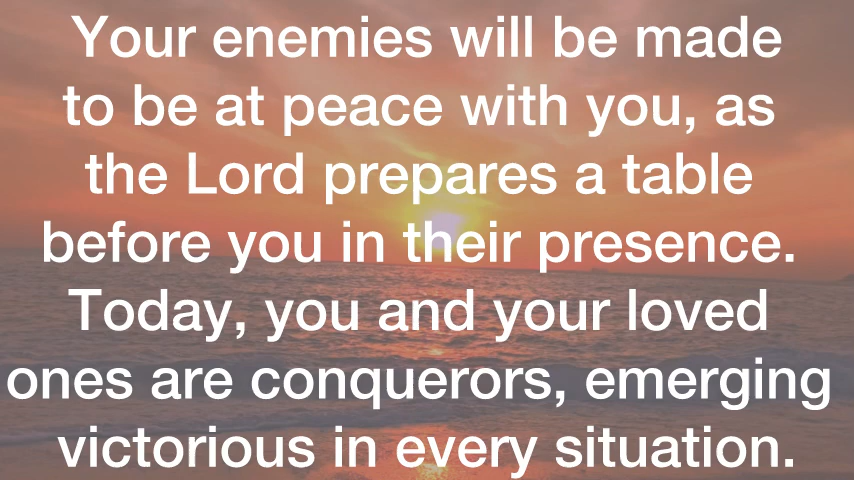 Your enemies will be made
to be at peace with you, as
the Lord prepares a table
before you in their presence.
Today, you and your loved
ones are conquerors, emerging
victorious in every situation.